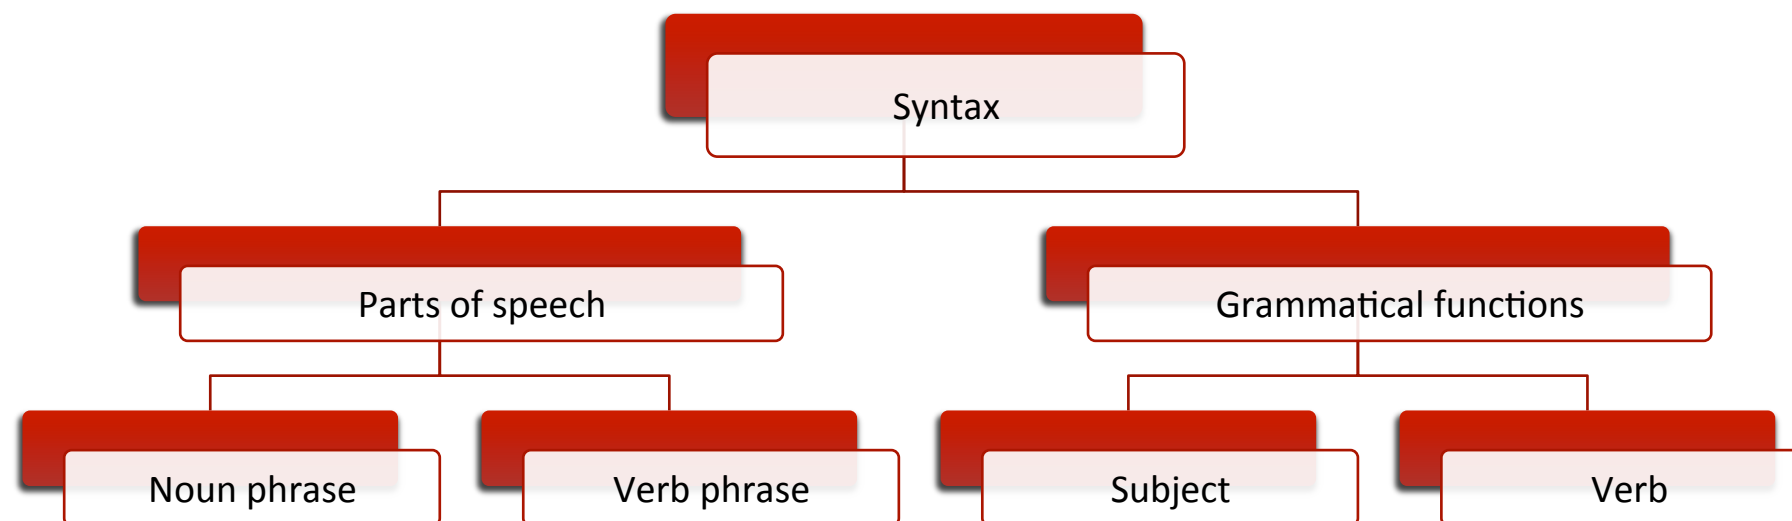 Syntax
Parts of speech
Grammatical functions
Noun phrase
Verb phrase
Subject
Verb